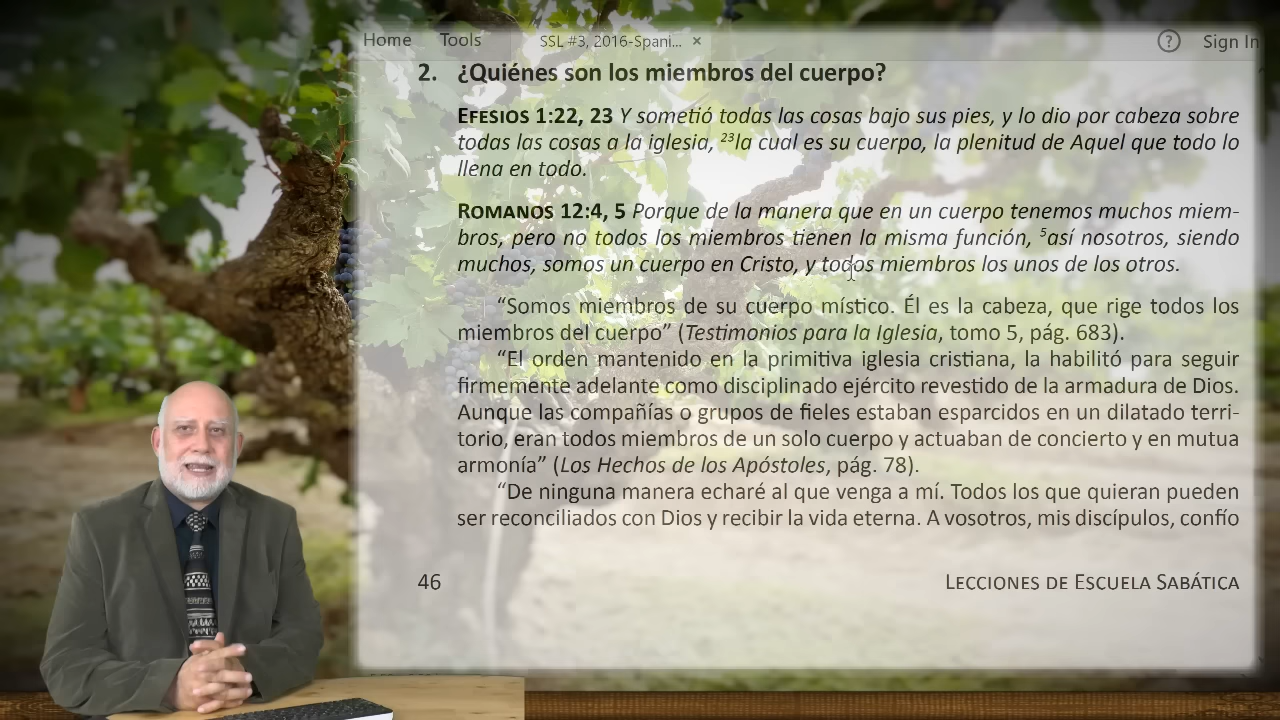 Home Tools SSL #3, 2016-Spani... × ? Sign In
2. ¿Quiénes son los miembros del cuerpo?
EFESIOS 1:22, 23 Y sometió todas las cosas bajo sus pies, y lo dio por cabeza sobre
todas las cosas a la iglesia, ²³la cual es su cuerpo, la plenitud de Aquel que todo lo
llena en todo.
ROMANOS 12:4, 5 Porque de la manera que en un cuerpo tenemos muchos miem-
bros, pero no todos los miembros tienen la misma función, ⁵así nosotros, siendo
muchos, somos un cuerpo en Cristo, y todos miembros los unos de los otros.
“Somos miembros de su cuerpo místico. Él es la cabeza, que rige todos los
miembros del cuerpo” (Testimonios para la Iglesia, tomo 5, pág. 683).
“El orden mantenido en la primitiva iglesia cristiana, la habilitó para seguir
firmemente adelante como disciplinado ejército revestido de la armadura de Dios.
Aunque las compañías o grupos de fieles estaban esparcidos en un dilatado terri-
torio, eran todos miembros de un solo cuerpo y actuaban de concierto y en mutua
armonía” (Los Hechos de los Apóstoles, pág. 78).
“De ninguna manera echaré al que venga a mí. Todos los que quieran pueden
ser reconciliados con Dios y recibir la vida eterna. A vosotros, mis discípulos, confío
46 LECCIONES DE ESCUELA SABÁTICA